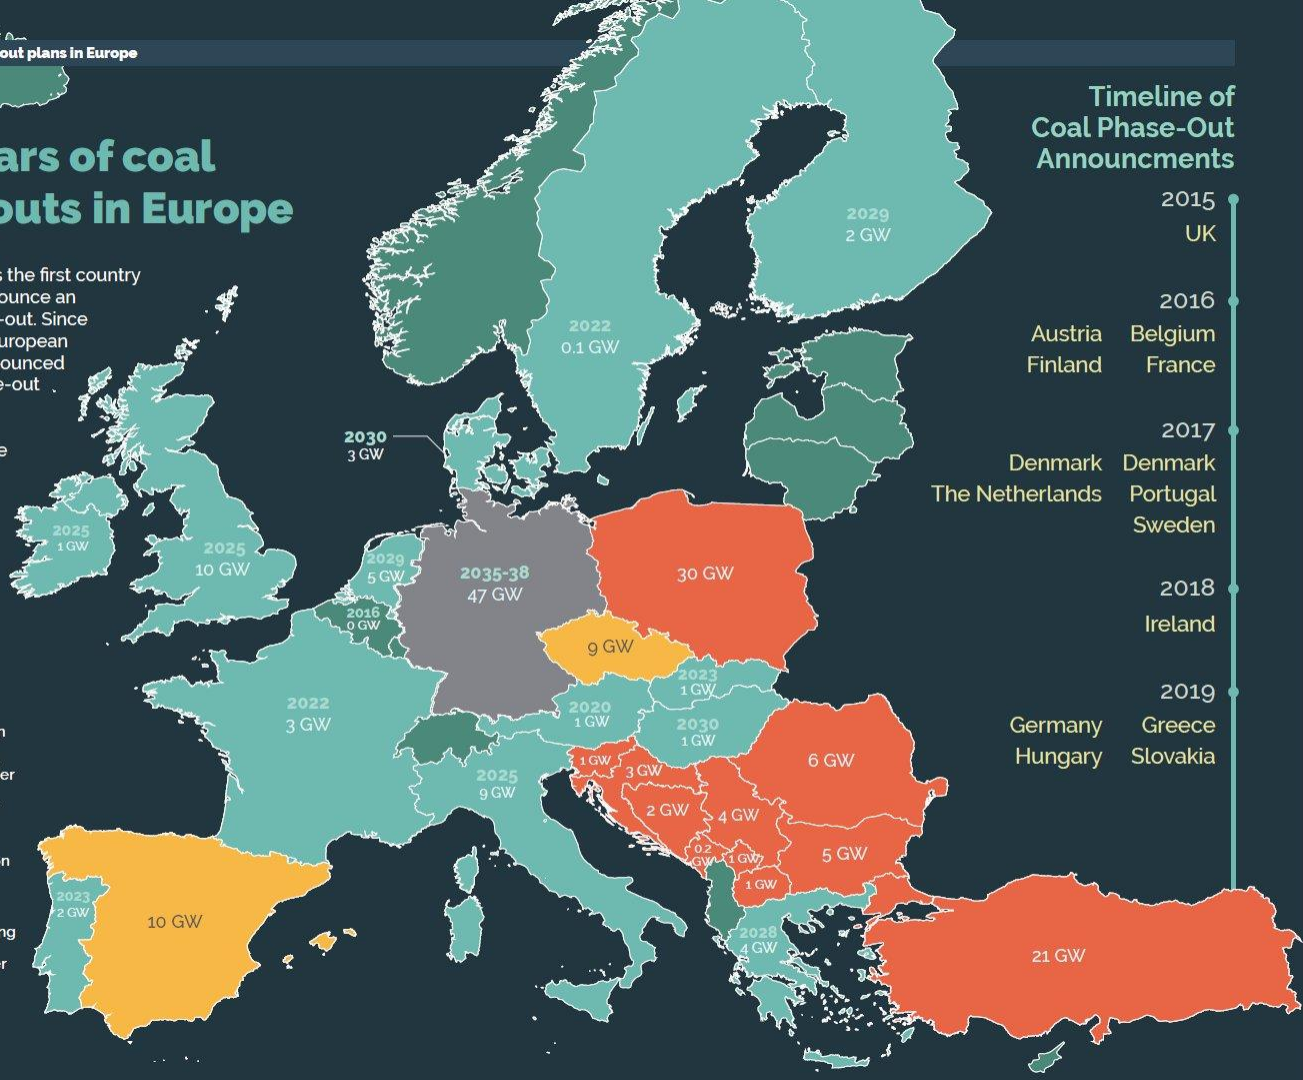 out plans in Europe
ars of coal
outs in Europe
s the first country
ounce an
-out. Since
uropean
ounced
e-out
e
n
er
on
ng
r
Timeline of
Coal Phase-Out
Announcments
2015
UK
2016
Austria Belgium
Finland France
2017
Denmark Denmark
The Netherlands Portugal
Sweden
2018
Ireland
2019
Germany Greece
Hungary Slovakia
2029
2 GW
2022
0.1 GW
2030
3 GW
2025
1 GW
2025
10 GW
2029
5 GW
2016
0 GW
2035-38
47 GW
30 GW
9 GW
2023
1 GW
2020
1 GW
2030
1 GW
2022
3 GW
2025
9 GW
1 GW
3 GW
2 GW
4 GW
6 GW
0.2
GW
1 GW
5 GW
1 GW
2023
2 GW
10 GW
2028
4 GW
21 GW